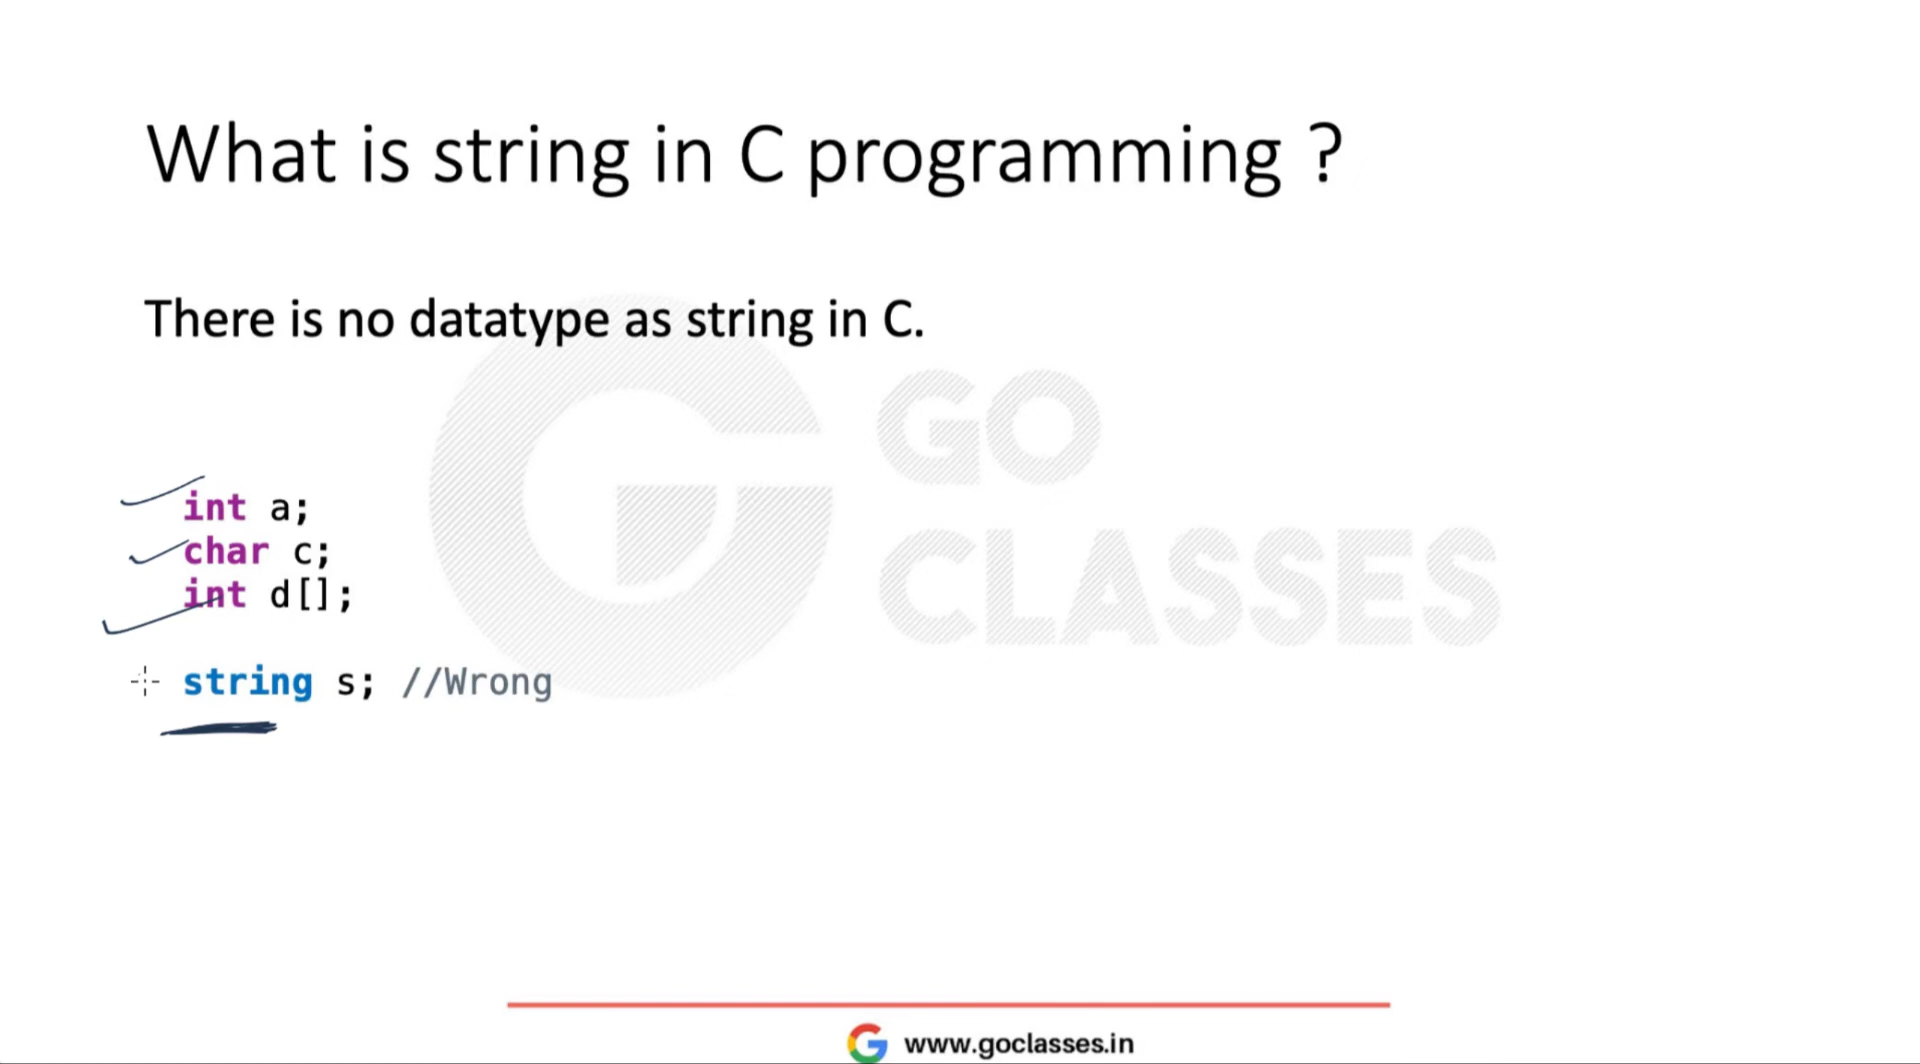 What is string in C programming ?
There is no datatype as string in C.
GO
CLASSES
int a;
char c;
int d[];
string s; //Wrong
www.goclasses.in